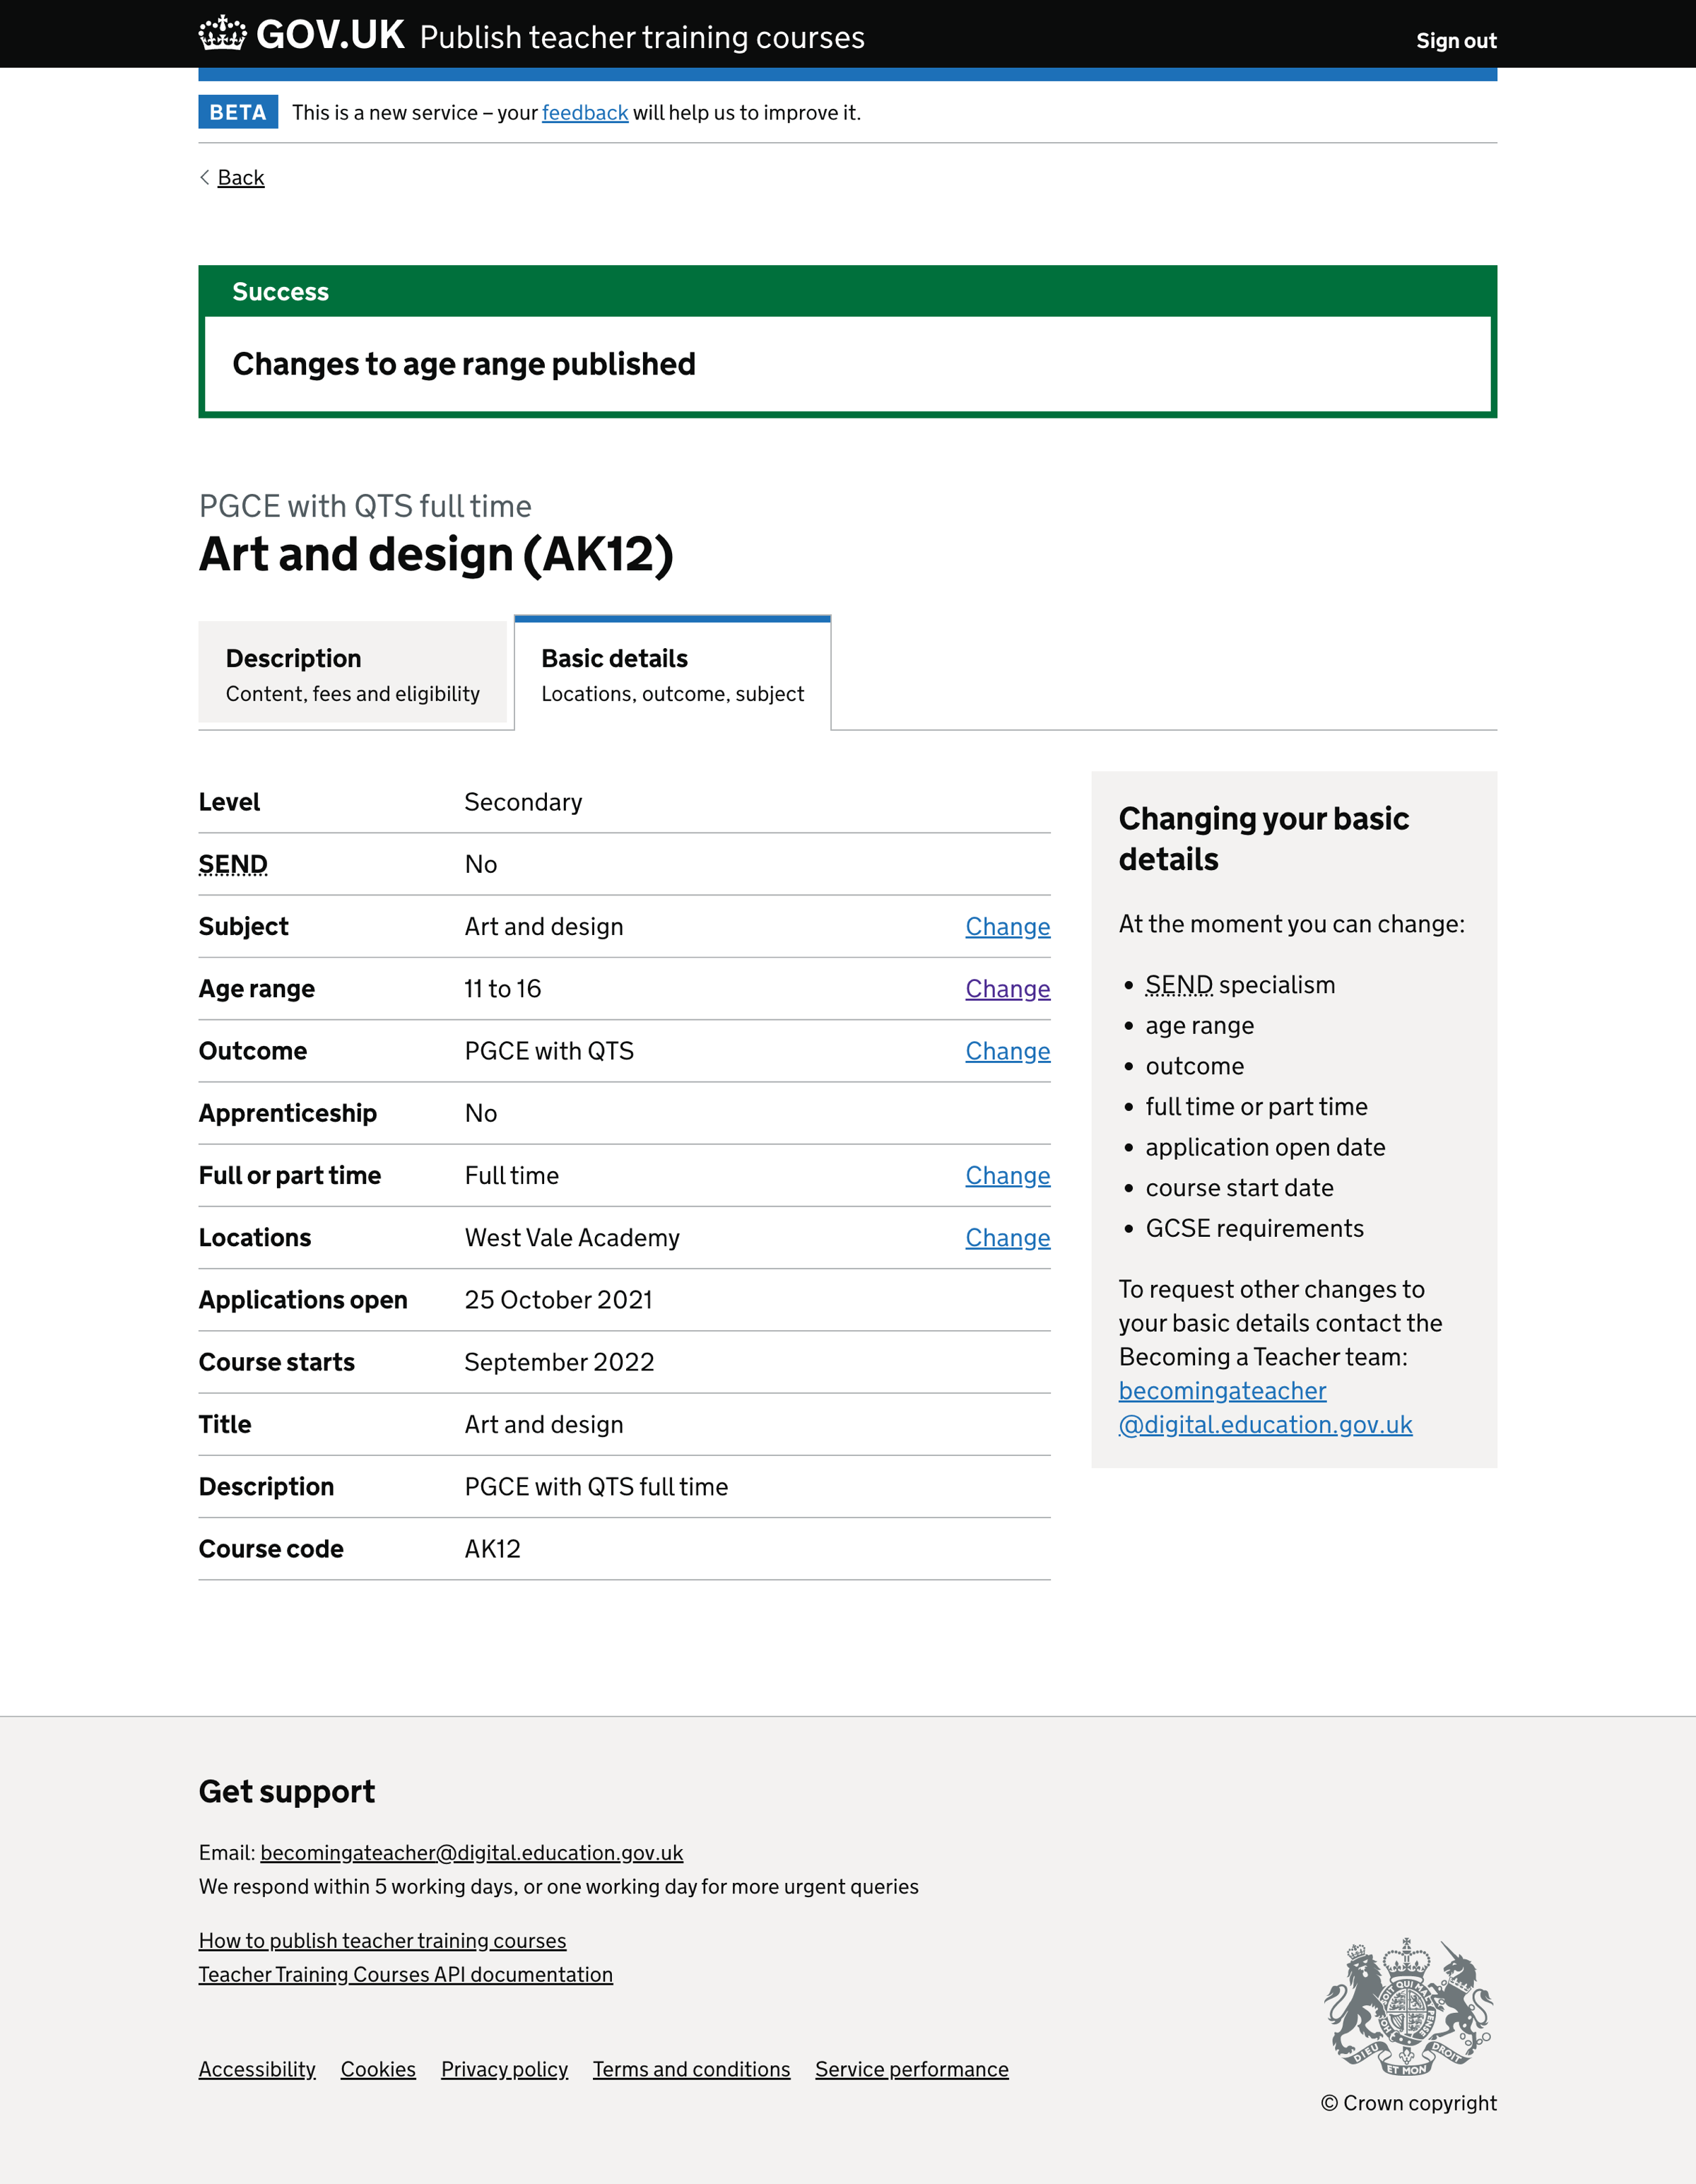 GOV.UK Publish teacher training courses Sign out
BETA This is a new service – your feedback will help us to improve it.
Back
Success
Changes to age range published
PGCE with QTS full time
Art and design (AK12)
Description
Content, fees and eligibility
Basic details
Locations, outcome, subject
Level Secondary
SEND No
Subject Art and design Change
Age range 11 to 16 Change
Outcome PGCE with QTS Change
Apprenticeship No
Full or part time Full time Change
Locations West Vale Academy Change
Applications open 25 October 2021
Course starts September 2022
Title Art and design
Description PGCE with QTS full time
Course code AK12
Changing your basic
details
At the moment you can change:
• SEND specialism
• age range
• outcome
• full time or part time
• application open date
• course start date
• GCSE requirements
To request other changes to
your basic details contact the
Becoming a Teacher team:
becomingateacher
@digital.education.gov.uk
Get support
Email: becomingateacher@digital.education.gov.uk
We respond within 5 working days, or one working day for more urgent queries
How to publish teacher training courses
Teacher Training Courses API documentation
Accessibility Cookies Privacy policy Terms and conditions Service performance
DIEU ET MON DROIT
© Crown copyright